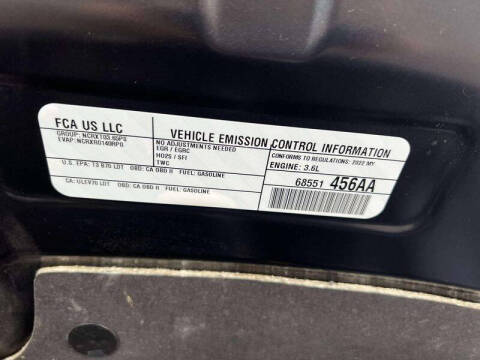 FCA US LLC
GROUP: NCRXT03.65P0
EVAP: NCRXR0140RP0
VEHICLE EMISSION CONTROL INFORMATION
NO ADJUSTMENTS NEEDED
EGR / EGRC
HO2S / SFI
TWC
CONFORMS TO REGULATIONS: 2022 MY
ENGINE: 3.6L
U.S. EPA: T3 B70 LDT OBD: CA OBD II FUEL: GASOLINE
CA: ULEV70 LDT OBD: CA OBD II FUEL: GASOLINE
68551 456AA